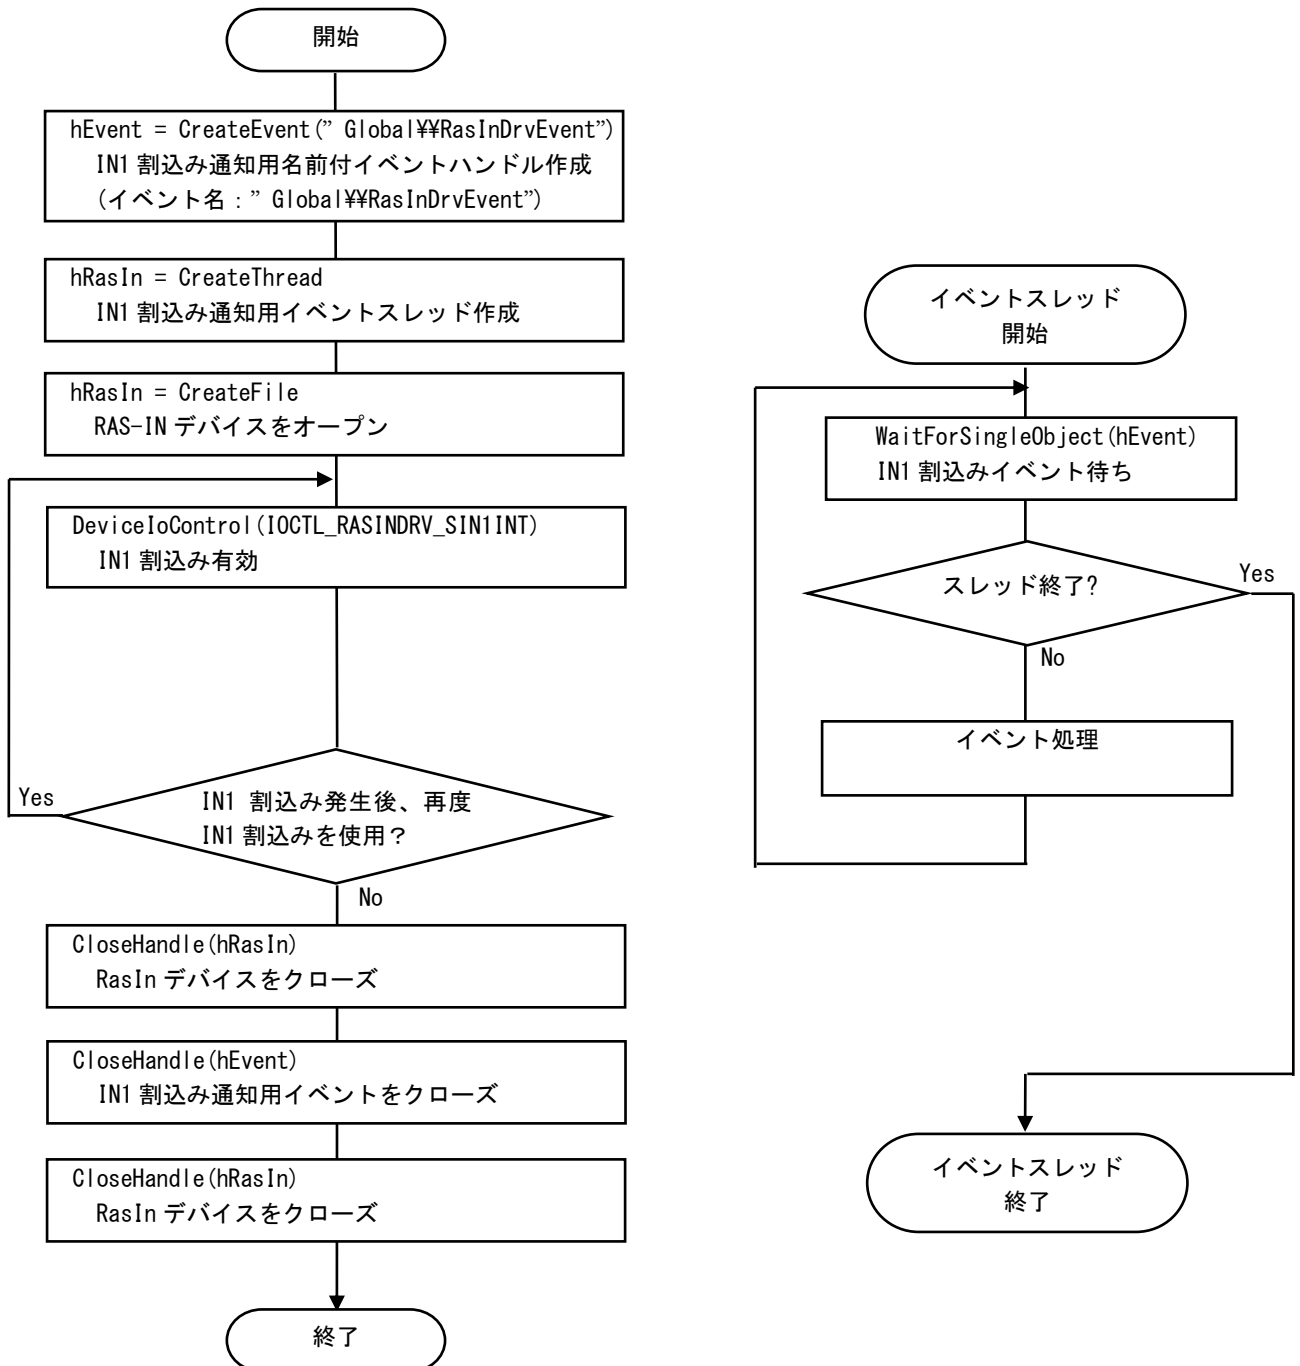 開始
hEvent = CreateEvent(” Global¥¥RasInDrvEvent”)
IN1 割込み通知用名前付イベントハンドル作成
(イベント名：” Global¥¥RasInDrvEvent”)
hRasIn = CreateThread
IN1 割込み通知用イベントスレッド作成
hRasIn = CreateFile
RAS-IN デバイスをオープン
DeviceIoControl(IOCTL_RASINDRV_SIN1INT)
IN1 割込み有効
Yes
IN1 割込み発生後、再度
IN1 割込みを使用？
No
CloseHandle(hRasIn)
RasIn デバイスをクローズ
CloseHandle(hEvent)
IN1 割込み通知用イベントをクローズ
CloseHandle(hRasIn)
RasIn デバイスをクローズ
終了
イベントスレッド
開始
WaitForSingleObject(hEvent)
IN1 割込みイベント待ち
スレッド終了?
Yes
No
イベント処理
イベントスレッド
終了